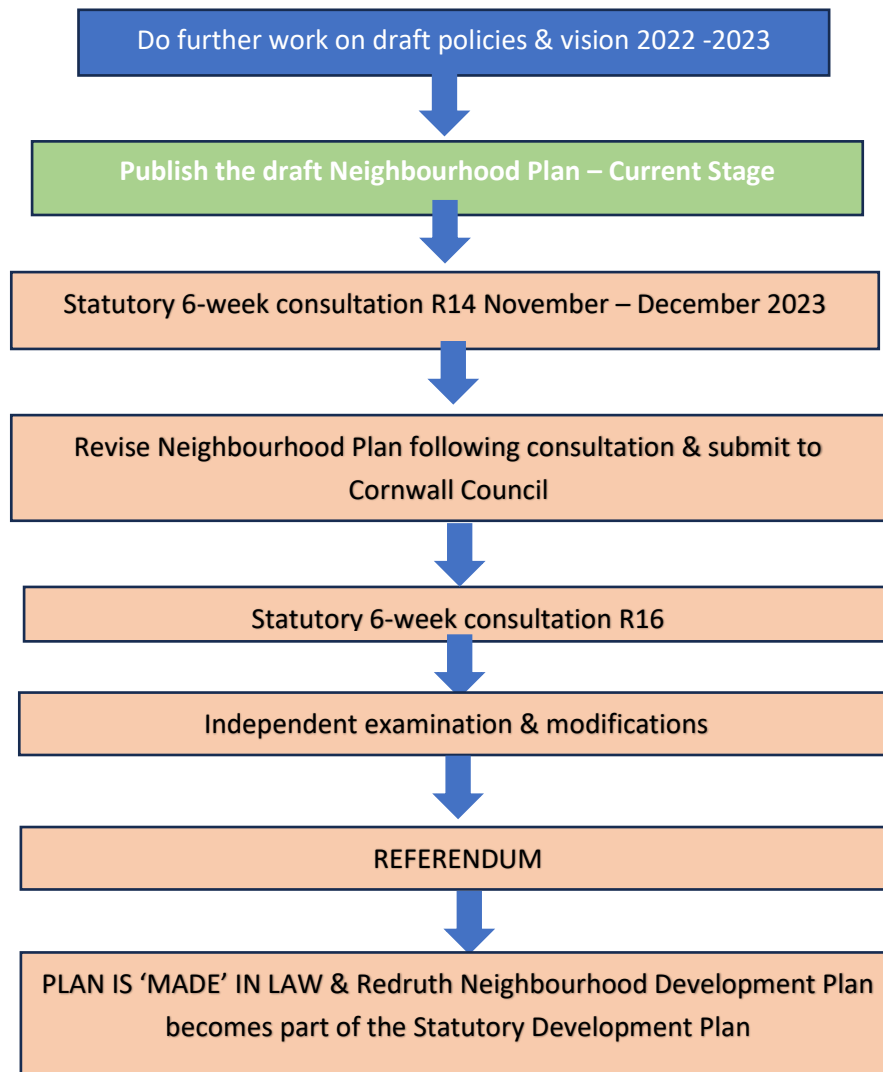 Do further work on draft policies & vision 2022 -2023
Publish the draft Neighbourhood Plan – Current Stage
Statutory 6-week consultation R14 November – December 2023
Revise Neighbourhood Plan following consultation & submit to
Cornwall Council
Statutory 6-week consultation R16
Independent examination & modifications
REFERENDUM
PLAN IS ‘MADE’ IN LAW & Redruth Neighbourhood Development Plan
becomes part of the Statutory Development Plan